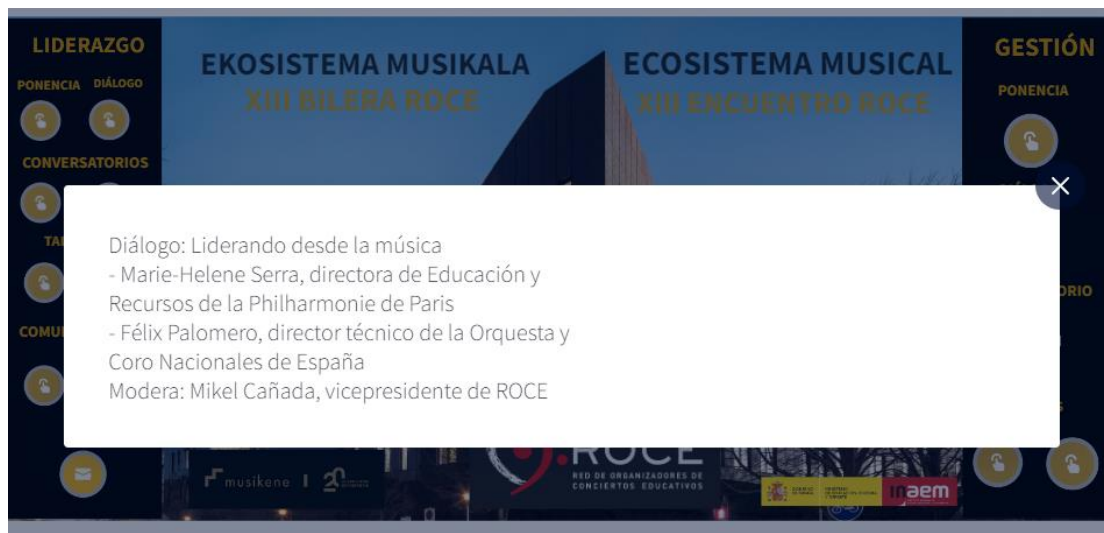 LIDERAZGO
PONENCIA DIÁLOGO
CONVERSATORIOS
EKOSISTEMA MUSIKALA
XIII BILERA ROCE
ECOSISTEMA MUSICAL
XIII ENCUENTRO ROCE
GESTIÓN
PONENCIA
Diálogo: Liderando desde la música
- Marie-Helene Serra, directora de Educación y
Recursos de la Philharmonie de Paris
- Félix Palomero, director técnico de la Orquesta y
Coro Nacionales de España
Modera: Mikel Cañada, vicepresidente de ROCE
musikene
ROCE
RED DE ORGANIZADORES DE
CONCIERTOS EDUCATIVOS
inaem